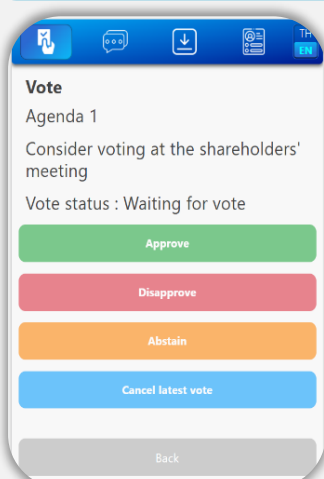 TH
EN
Vote
Agenda 1
Consider voting at the shareholders'
meeting
Vote status : Waiting for vote
Approve
Disapprove
Abstain
Cancel latest vote
Back